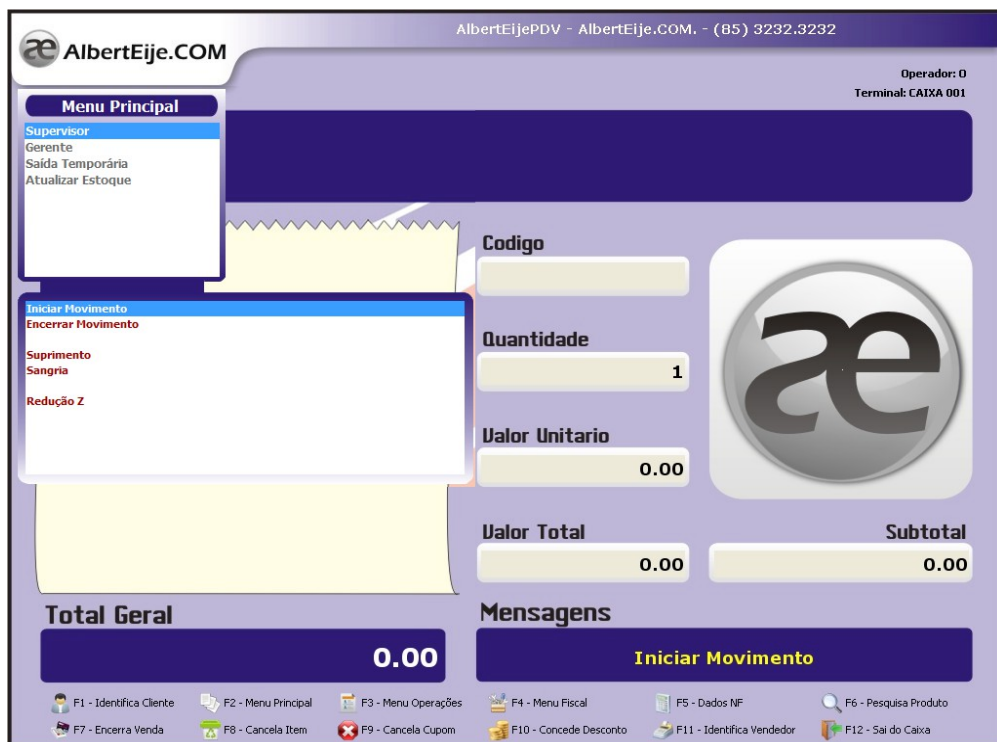 AlbertEijePDV - AlbertEije.COM. - (85) 3232.3232
æ AlbertEije.COM
Operador: 0
Terminal: CAIXA 001
Menu Principal
Supervisor
Gerente
Saída Temporária
Atualizar Estoque
Iniciar Movimento
Encerrar Movimento
Suprimento
Sangria
Redução Z
Codigo
Quantidade
1
Valor Unitario
0.00
Valor Total
0.00
Subtotal
0.00
æ
Total Geral
0.00
Mensagens
Iniciar Movimento
F1 - Identifica Cliente F2 - Menu Principal F3 - Menu Operações F4 - Menu Fiscal F5 - Dados NF F6 - Pesquisa Produto
F7 - Encerra Venda F8 - Cancela Item F9 - Cancela Cupom F10 - Concede Desconto F11 - Identifica Vendedor F12 - Sai do Caixa